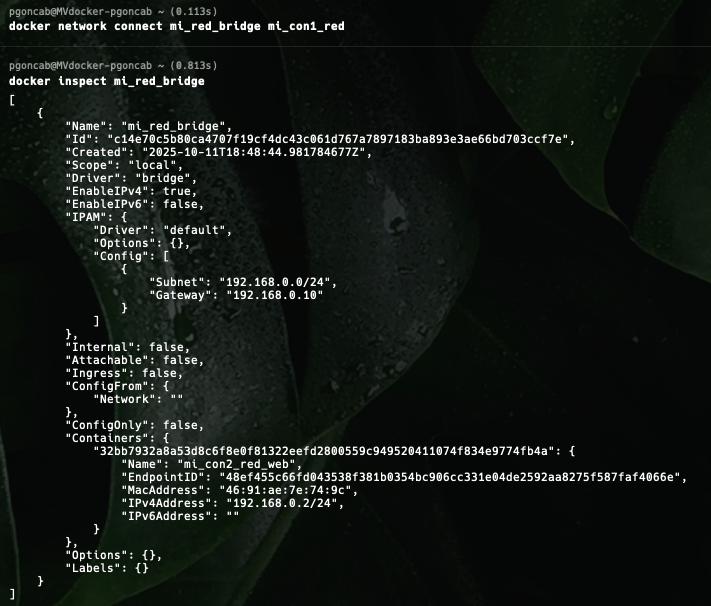 pgoncab@MVdocker-pgoncab ~ (0.113s)
docker network connect mi_red_bridge mi_con1_red
pgoncab@MVdocker-pgoncab ~ (0.813s)
docker inspect mi_red_bridge
[
    {
        "Name": "mi_red_bridge",
        "Id": "c14e70c5b80ca4707f19cf4dc43c061d767a7897183ba893e3ae66bd703ccf7e",
        "Created": "2025-10-11T18:48:44.981784677Z",
        "Scope": "local",
        "Driver": "bridge",
        "EnableIPv4": true,
        "EnableIPv6": false,
        "IPAM": {
            "Driver": "default",
            "Options": {},
            "Config": [
                {
                    "Subnet": "192.168.0.0/24",
                    "Gateway": "192.168.0.10"
                }
            ]
        },
        "Internal": false,
        "Attachable": false,
        "Ingress": false,
        "ConfigFrom": {
            "Network": ""
        },
        "ConfigOnly": false,
        "Containers": {
            "32bb7932a8a53d8c6f8e0f81322eefd2800559c949520411074f834e9774fb4a": {
                "Name": "mi_con2_red_web",
                "EndpointID": "48ef455c66fd043538f381b0354bc906cc331e04de2592aa8275f587faf4066e",
                "MacAddress": "46:91:ae:7e:74:9c",
                "IPv4Address": "192.168.0.2/24",
                "IPv6Address": ""
            }
        },
        "Options": {},
        "Labels": {}
    }
]